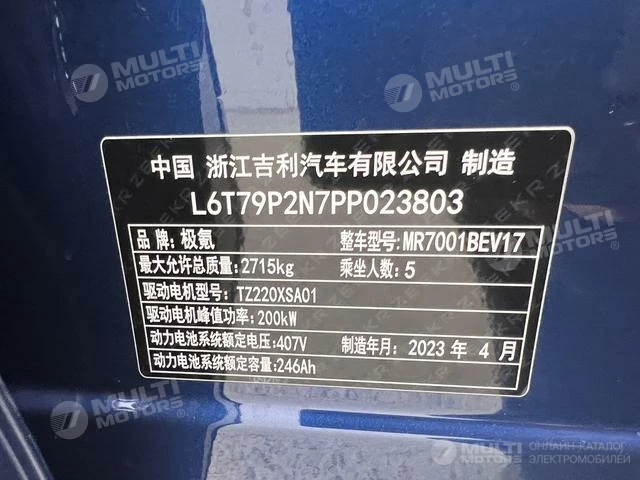 MULTI MOTORS
MULTI MOTORS
中国 浙江吉利汽车有限公司 制造
L6T79P2N7PP023803
品牌: 极氪 整车型号: MR7001BEV17
最大允许总质量: 2715kg 乘坐人数: 5
驱动电机型号: TZ220XSA01
驱动电机峰值功率: 200kW
动力电池系统额定电压: 407V 制造年月: 2023 年 4 月
动力电池系统额定容量: 246Ah
MULTI MOTORS
MULTI MOTORS
ОНЛАЙН-КАТАЛОГ
ЭЛЕКТРОМОБИЛЕЙ